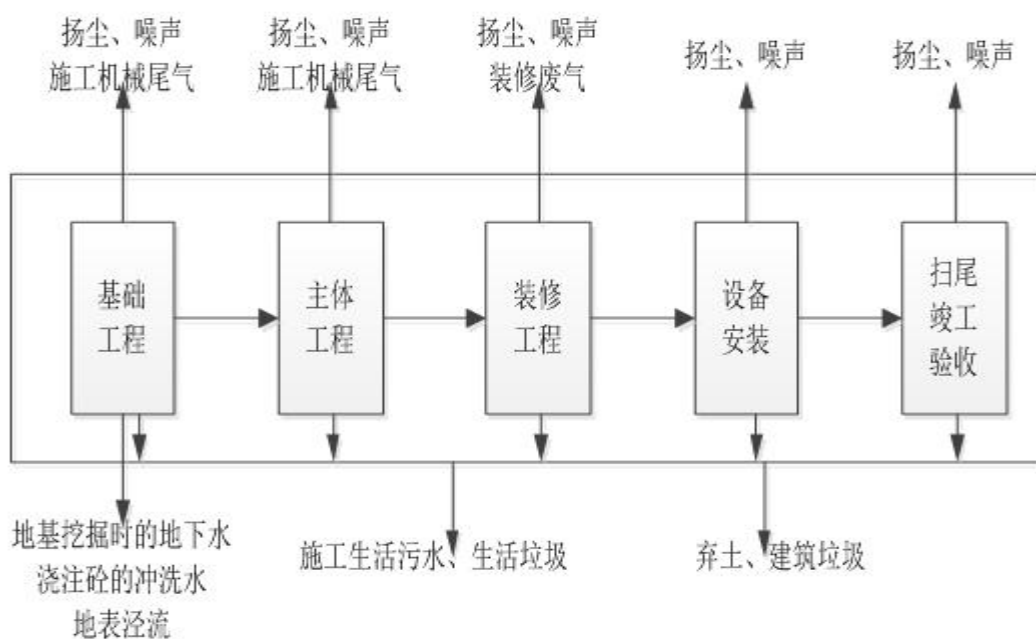 扬尘、噪声
施工机械尾气
扬尘、噪声
施工机械尾气
扬尘、噪声
装修废气
扬尘、噪声
扬尘、噪声
基础
工程
主体
工程
装修
工程
设备
安装
扫尾
竣工
验收
地基挖掘时的地下水
浇注砼的冲洗水
地表泾流
施工生活污水、生活垃圾
弃土、建筑垃圾